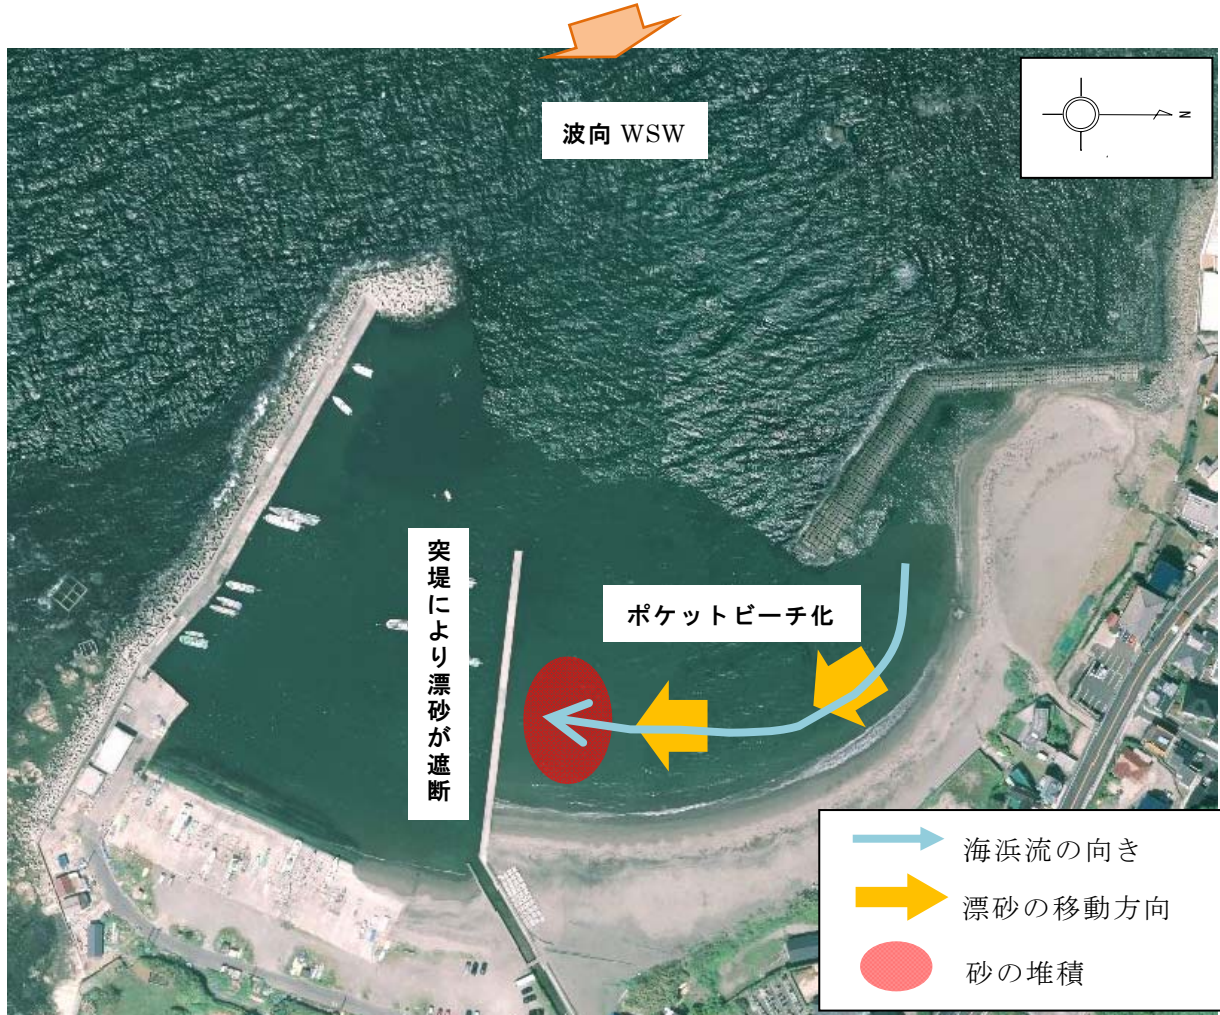 波向 WSW
N
突堤により漂砂が遮断
ポケットビーチ化
海浜流の向き
漂砂の移動方向
砂の堆積